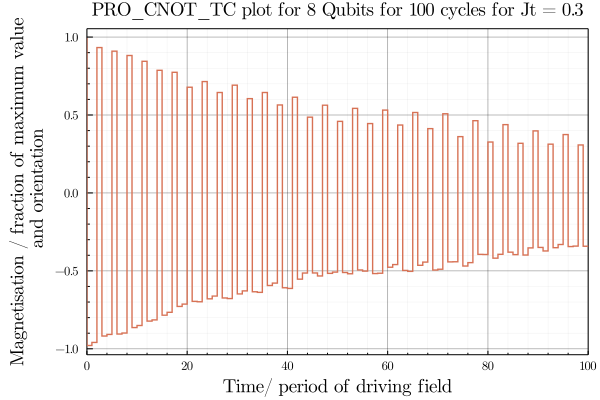 PRO_CNOT_TC plot for 8 Qubits for 100 cycles for Jt = 0.3
Magnetisation / fraction of maximum value
and orientation
1.0
0.5
0.0
−0.5
−1.0
0 20 40 60 80 100
Time/ period of driving field